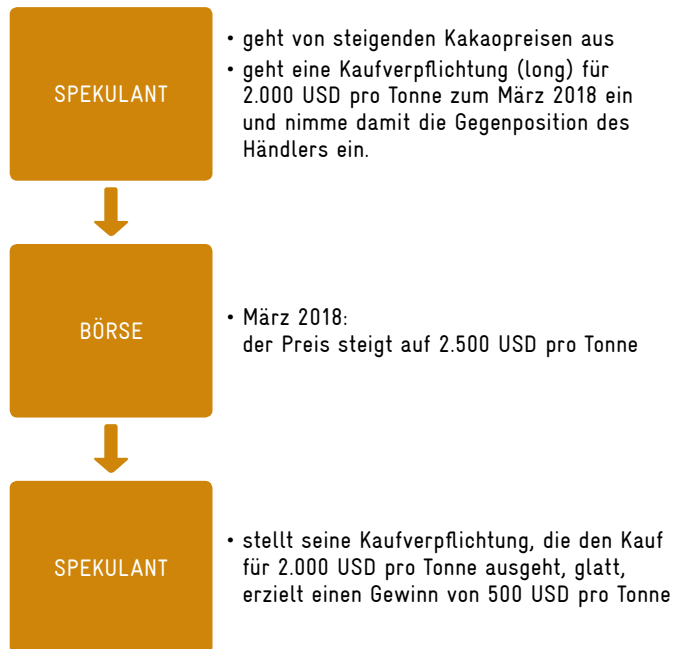 SPEKULANT
• geht von steigenden Kakaopreisen aus
• geht eine Kaufverpflichtung (long) für
2.000 USD pro Tonne zum März 2018 ein
und nimme damit die Gegenposition des
Händlers ein.
BÖRSE
• März 2018:
der Preis steigt auf 2.500 USD pro Tonne
SPEKULANT
• stellt seine Kaufverpflichtung, die den Kauf
für 2.000 USD pro Tonne ausgeht, glatt,
erzielt einen Gewinn von 500 USD pro Tonne